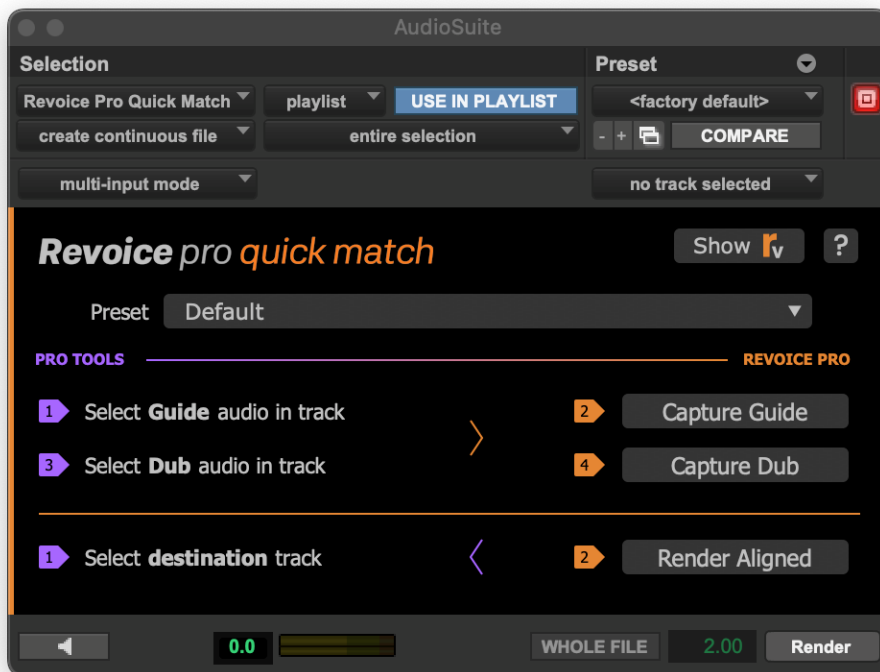 AudioSuite
Selection
Preset
Revoice Pro Quick Match
playlist
USE IN PLAYLIST
<factory default>
create continuous file
entire selection
- +
COMPARE
multi-input mode
no track selected
Revoice pro quick match
Show rv
?
Preset
Default
PRO TOOLS
REVOICE PRO
1 Select Guide audio in track
2 Capture Guide
3 Select Dub audio in track
4 Capture Dub
1 Select destination track
2 Render Aligned
0.0
WHOLE FILE
2.00
Render